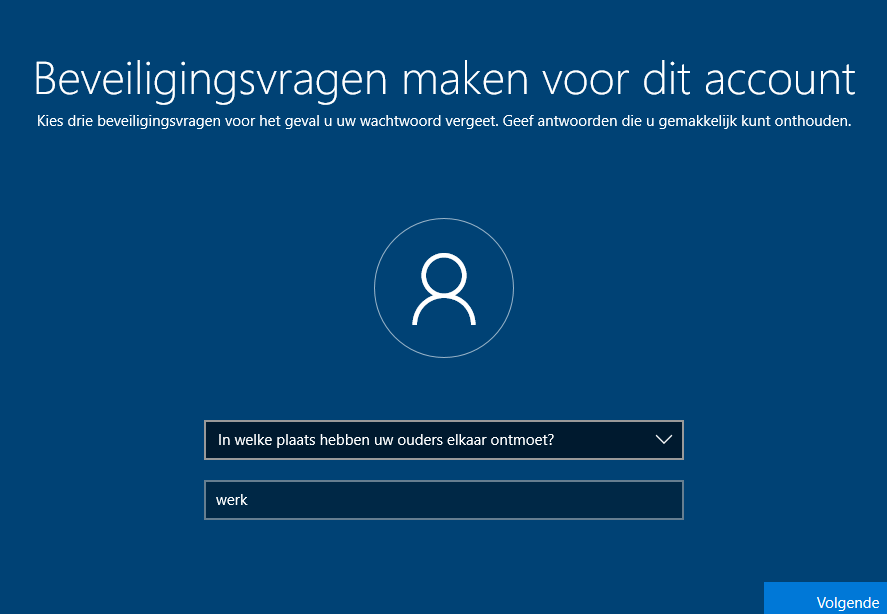 Beveiligingsvragen maken voor dit account
Kies drie beveiligingsvragen voor het geval u uw wachtwoord vergeet. Geef antwoorden die u gemakkelijk kunt onthouden.
In welke plaats hebben uw ouders elkaar ontmoet?
werk
Volgende